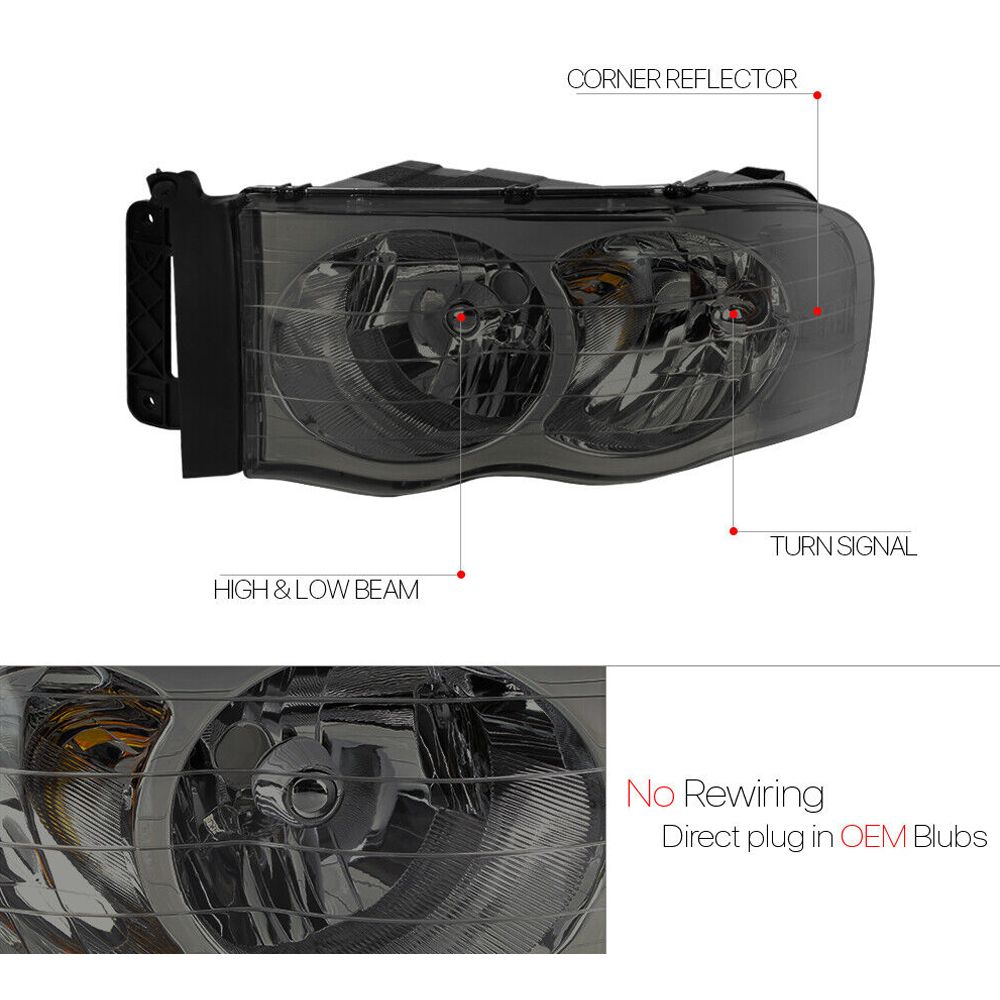 CORNER REFLECTOR
TURN SIGNAL
HIGH & LOW BEAM
No Rewiring
Direct plug in OEM Blubs